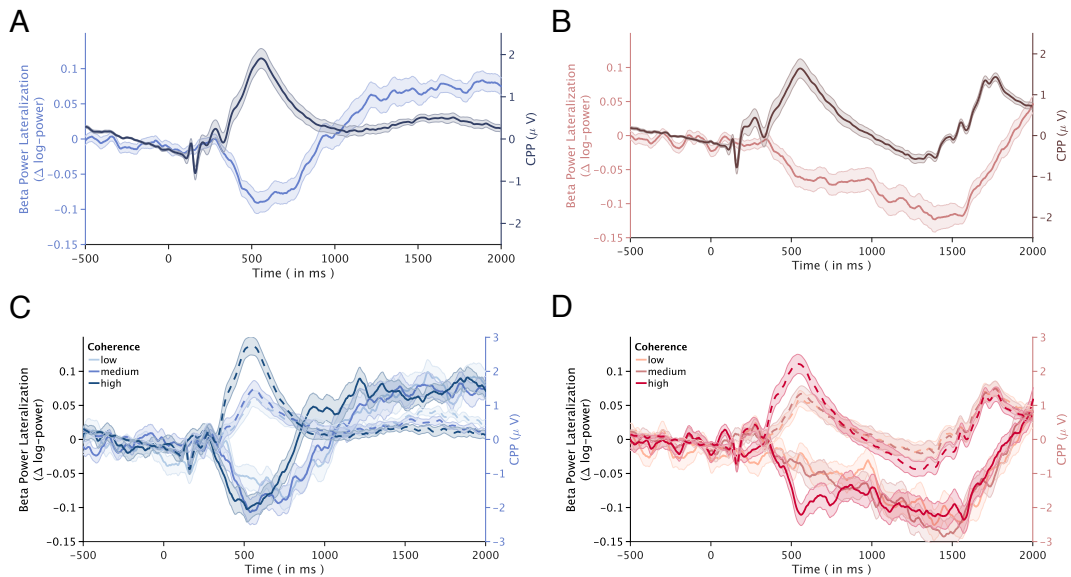 A
Beta Power Lateralization
(Δ log−power)
0.1
0.05
0
−0.05
−0.1
−0.15
2
1
0
−1
−2
CPP (μ V)
−500
0
500
1000
1500
2000
Time ( in ms )
B
Beta Power Lateralization
(Δ log−power)
0.1
0.05
0
−0.05
−0.1
−0.15
2
1
0
−1
−2
CPP (μ V)
−500
0
500
1000
1500
2000
Time ( in ms )
C
Beta Power Lateralization
(Δ log−power)
0.1
0.05
0
−0.05
−0.1
−0.15
Coherence
low
medium
high
3
2
1
0
−1
−2
−3
CPP (μ V)
−500
0
500
1000
1500
2000
Time ( in ms )
D
Beta Power Lateralization
(Δ log−power)
0.1
0.05
0
−0.05
−0.1
−0.15
Coherence
low
medium
high
3
2
1
0
−1
−2
−3
CPP (μ V)
−500
0
500
1000
1500
2000
Time ( in ms )